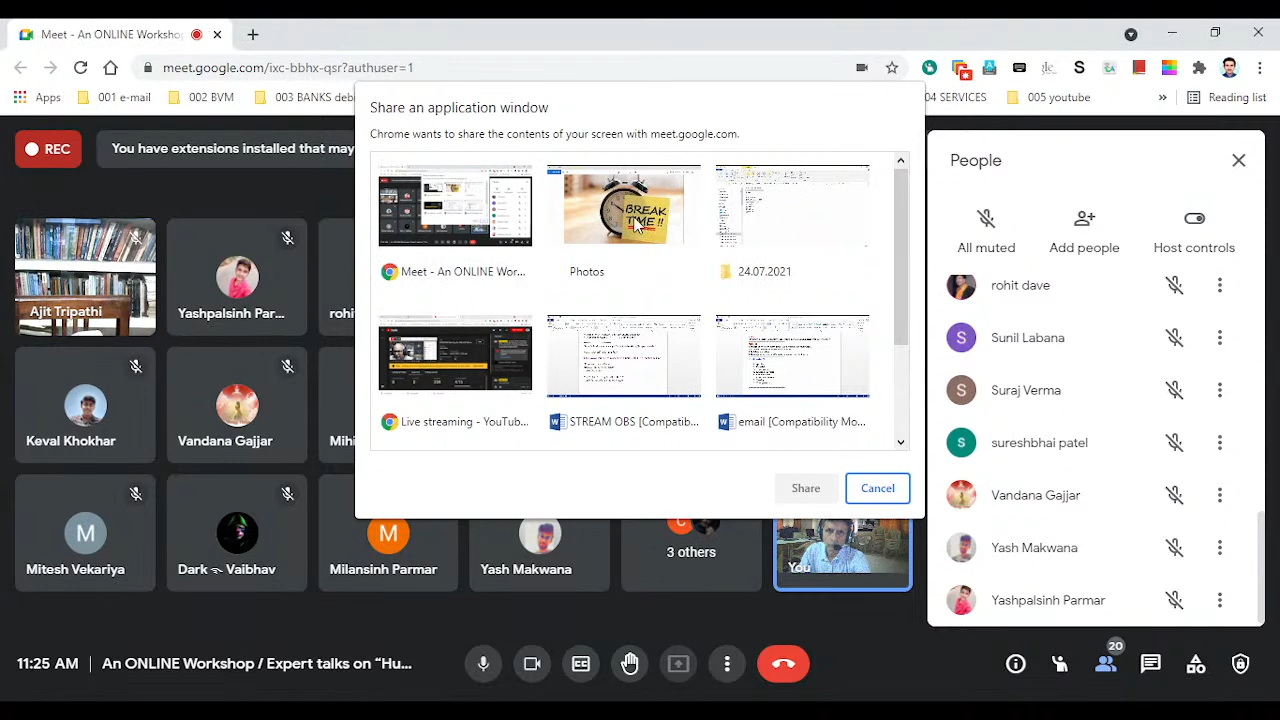 Meet - An ONLINE Worksho
meet.google.com/ixc-bbhx-qsr?authuser=1
Apps
001 e-mail
002 BVM
003 BANKS deb
04 SERVICES
005 youtube
»
Reading list
REC
You have extensions installed that may
Share an application window
Chrome wants to share the contents of your screen with meet.google.com.
BREAK
TIME !!
Meet - An ONLINE Wor...
Photos
24.07.2021
Live streaming - YouTub...
STREAM OBS [Compatib...
email [Compatibility Mo...
Share
Cancel
Ajit Tripathi
Yashpalsinh Par...
rohi
Keval Khokhar
Vandana Gajjar
Mihi
M
Mitesh Vekariya
Dark Vaibhav
M
Milansinh Parmar
Yash Makwana
C
3 others
You
People
All muted
Add people
Host controls
rohit dave
S
Sunil Labana
S
Suraj Verma
s
sureshbhai patel
Vandana Gajjar
Yash Makwana
Yashpalsinh Parmar
11:25 AM
An ONLINE Workshop / Expert talks on “Hu...
20